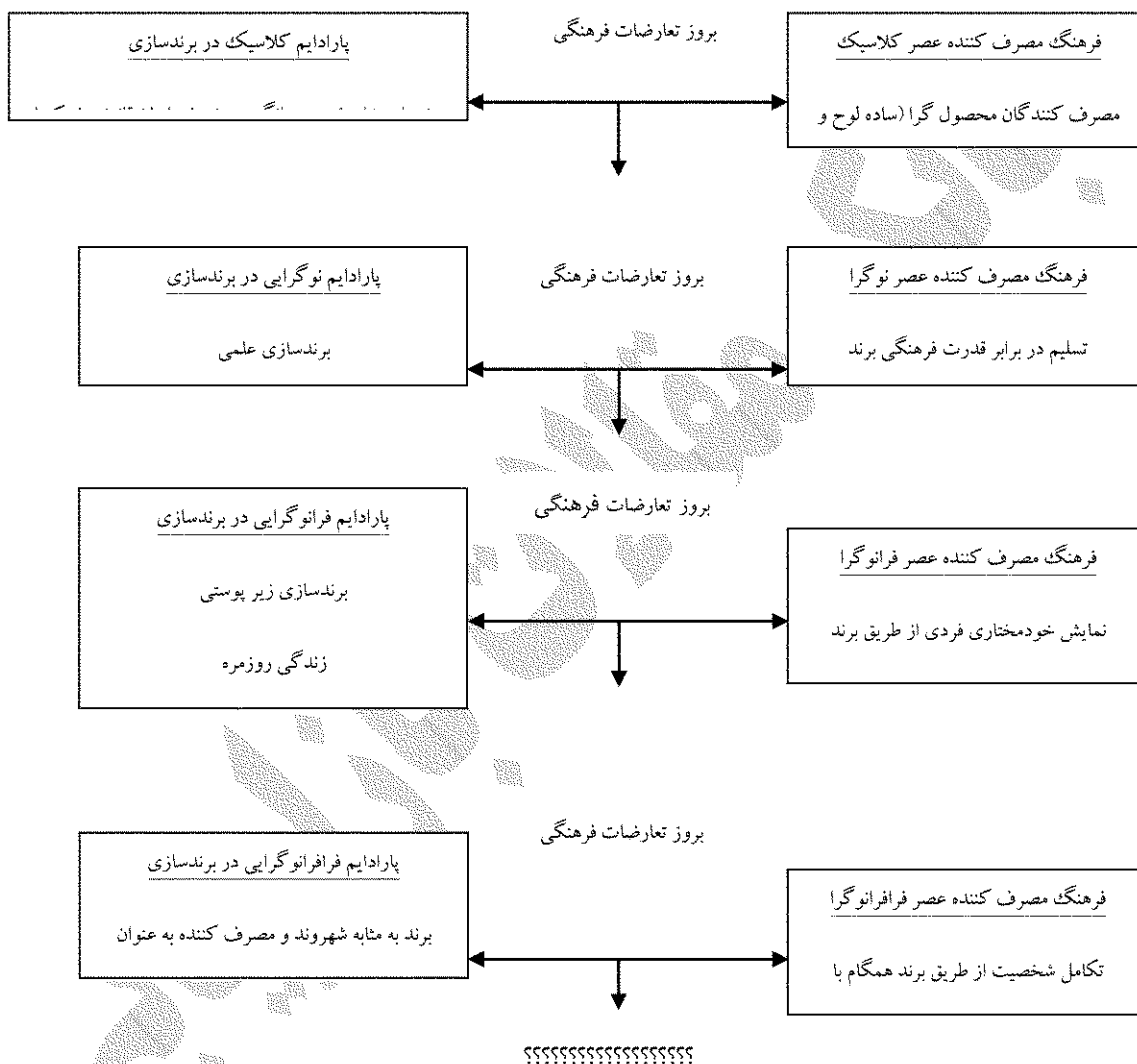 فرهنگ مصرف کننده عصر کلاسیک
مصرف کنندگان محصول گرا (ساده لوح و
بروز تعارضات فرهنگی
پارادایم کلاسیک در برندسازی
فرهنگ مصرف کننده عصر نوگرا
تسلیم در برابر قدرت فرهنگی برند
بروز تعارضات فرهنگی
پارادایم نوگرایی در برندسازی
برندسازی علمی
فرهنگ مصرف کننده عصر فرانوگرا
نمایش خودمختاری فردی از طریق برند
بروز تعارضات فرهنگی
پارادایم فرانوگرایی در برندسازی
برندسازی زیر پوستی
زندگی روزمره
فرهنگ مصرف کننده عصر فرافرانوگرا
تکامل شخصیت از طریق برند همگام با
بروز تعارضات فرهنگی
پارادایم فرافرانوگرایی در برندسازی
برند به مثابه شهروند و مصرف کننده به عنوان
؟؟؟؟؟؟؟؟؟؟؟؟؟؟؟؟؟؟